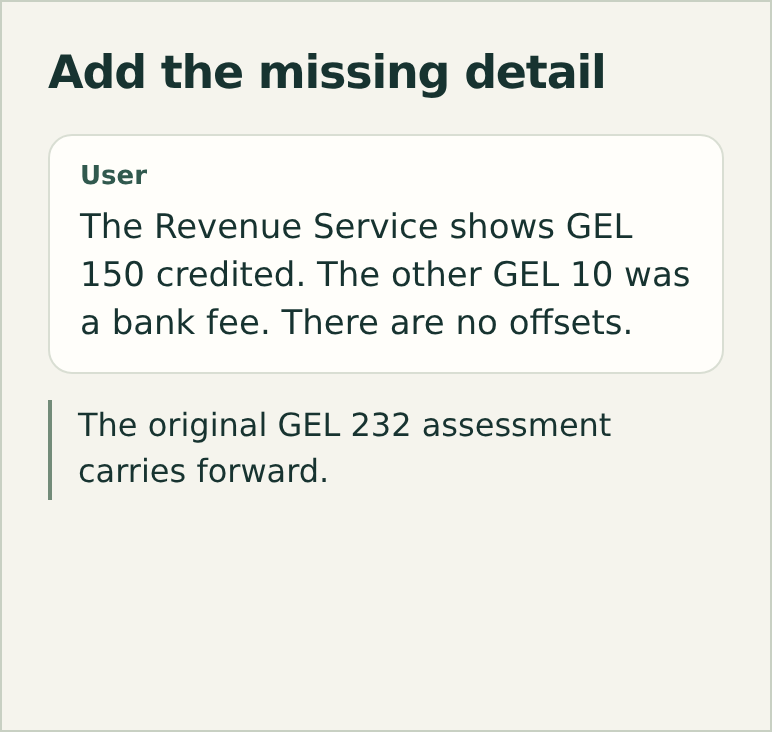 Add the missing detail
User
The Revenue Service shows GEL
150 credited. The other GEL 10 was
a bank fee. There are no offsets.
The original GEL 232 assessment
carries forward.